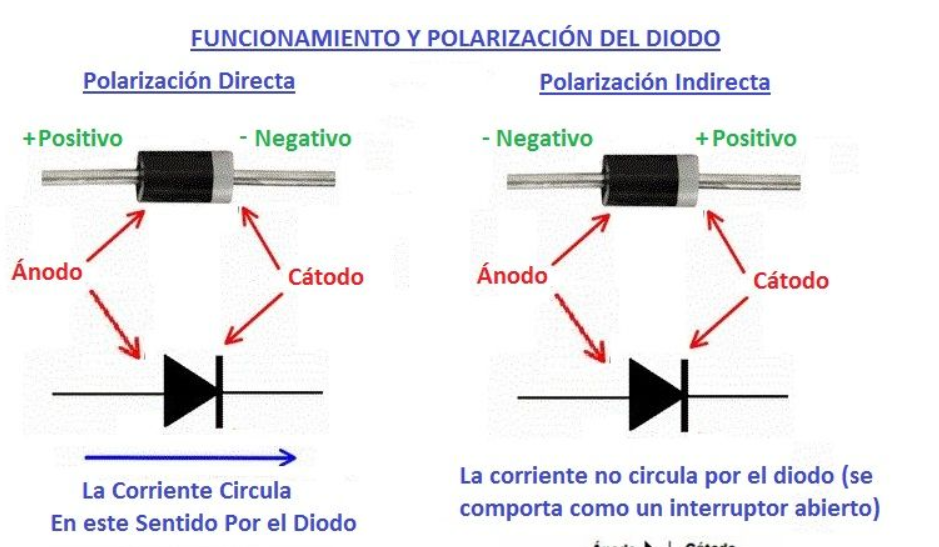 FUNCIONAMIENTO Y POLARIZACIÓN DEL DIODO
Polarización Directa
+Positivo
- Negativo
Ánodo
Cátodo
La Corriente Circula
En este Sentido Por el Diodo
Polarización Indirecta
- Negativo
+Positivo
Ánodo
Cátodo
La corriente no circula por el diodo (se
comporta como un interruptor abierto)
Ánodo
Cátodo